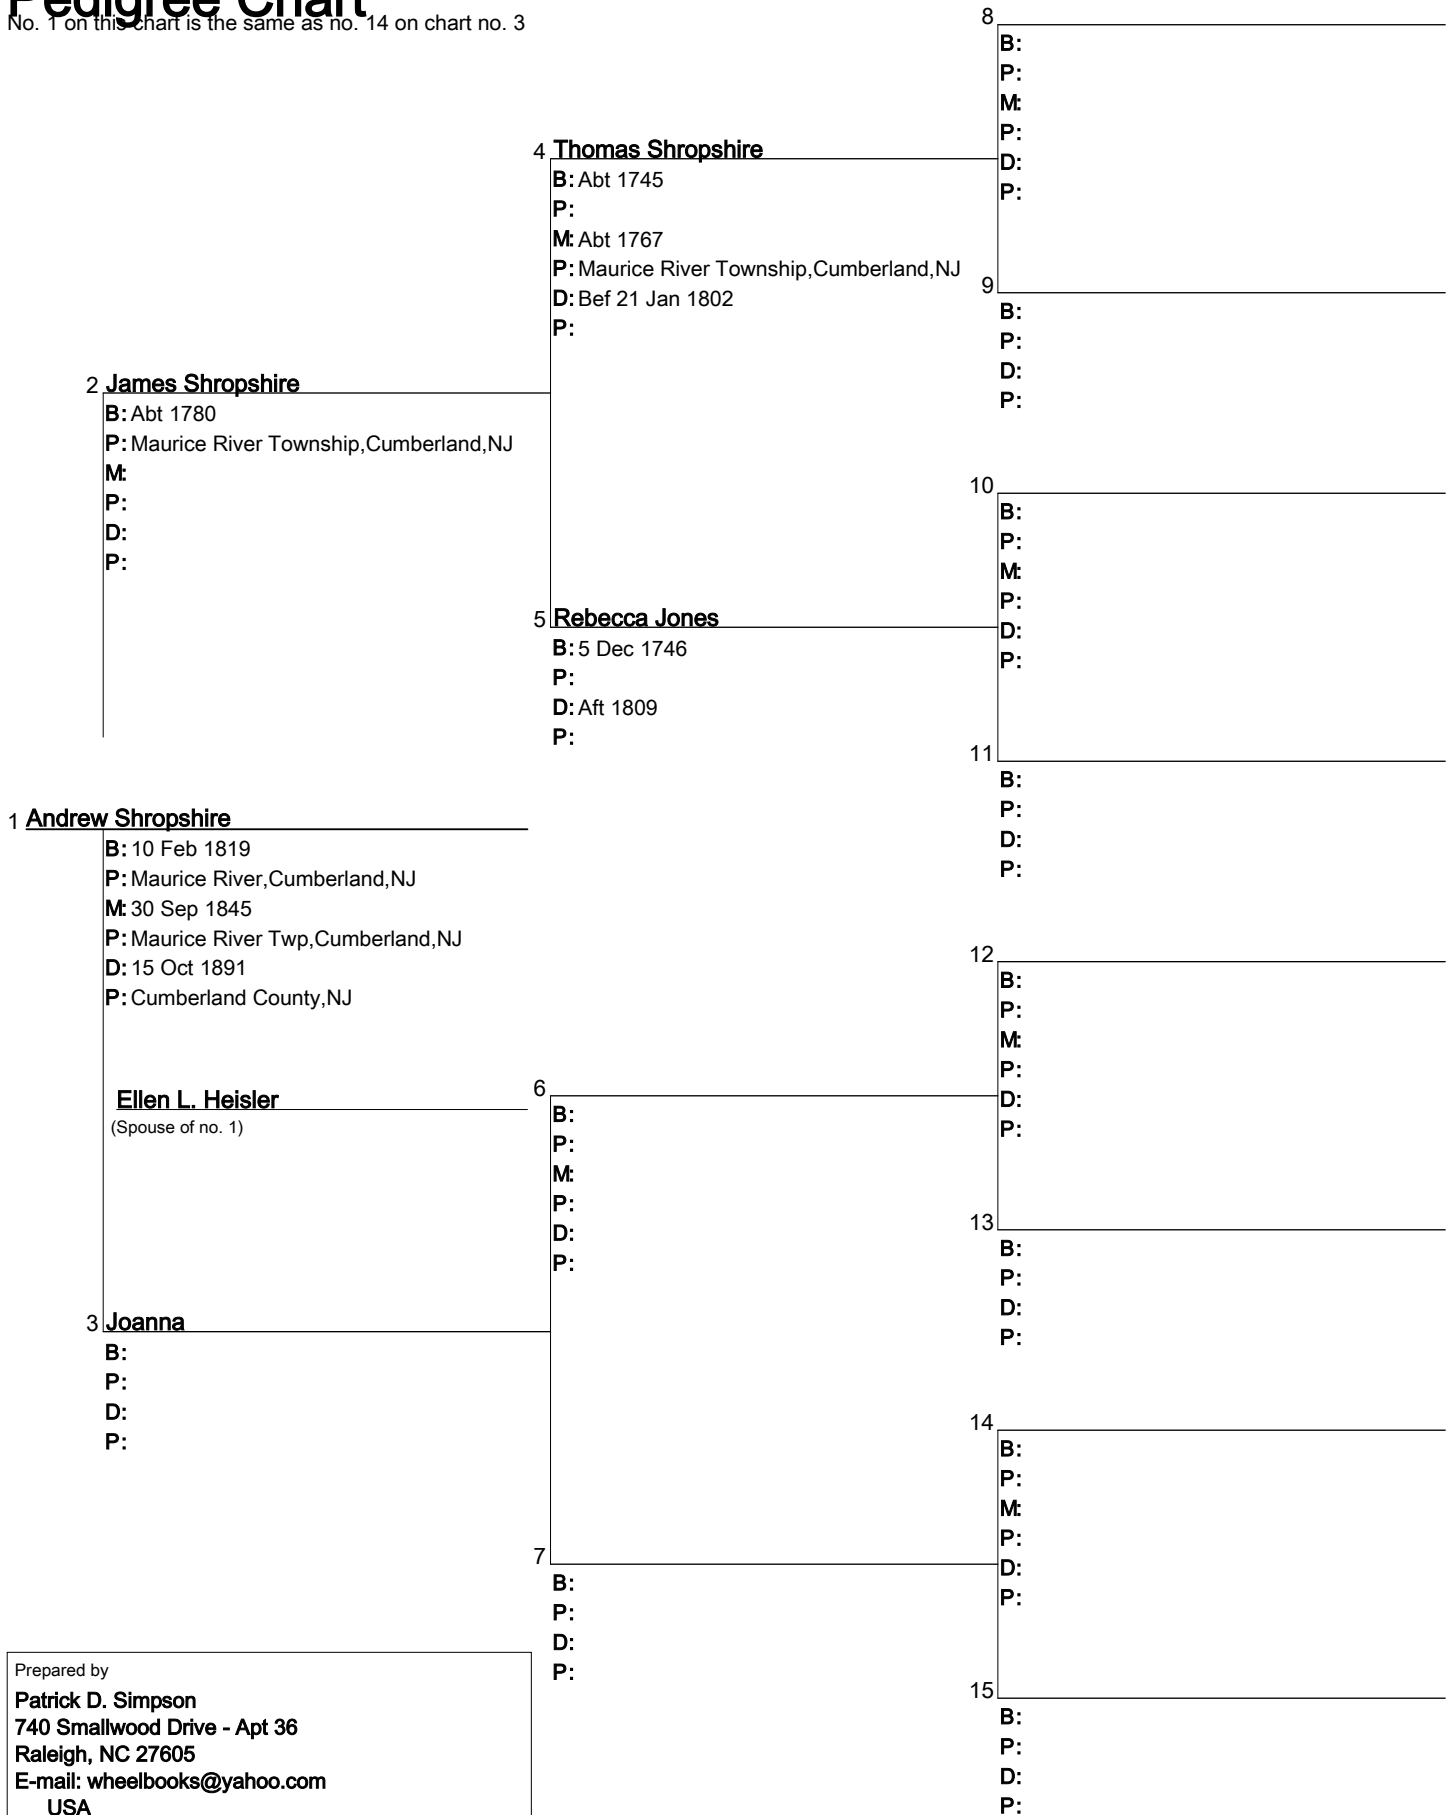 Pedigree Chart
No. 1 on this chart is the same as no. 14 on chart no. 3
8
B:
P:
M:
P:
D:
P:
4 Thomas Shropshire
B: Abt 1745
P:
M: Abt 1767
P: Maurice River Township,Cumberland,NJ
D: Bef 21 Jan 1802
P:
9
B:
P:
D:
P:
2 James Shropshire
B: Abt 1780
P: Maurice River Township,Cumberland,NJ
M:
P:
D:
P:
10
B:
P:
M:
P:
D:
P:
5 Rebecca Jones
B: 5 Dec 1746
P:
D: Aft 1809
P:
11
B:
P:
D:
P:
1 Andrew Shropshire
B: 10 Feb 1819
P: Maurice River,Cumberland,NJ
M: 30 Sep 1845
P: Maurice River Twp,Cumberland,NJ
D: 15 Oct 1891
P: Cumberland County,NJ
12
B:
P:
M:
P:
D:
P:
Ellen L. Heisler
(Spouse of no. 1)
6
B:
P:
M:
P:
D:
P:
13
B:
P:
D:
P:
3 Joanna
B:
P:
D:
P:
14
B:
P:
M:
P:
D:
P:
7
B:
P:
D:
P:
15
B:
P:
D:
P:
Prepared by
Patrick D. Simpson
740 Smallwood Drive - Apt 36
Raleigh, NC 27605
E-mail: wheelbooks@yahoo.com
USA